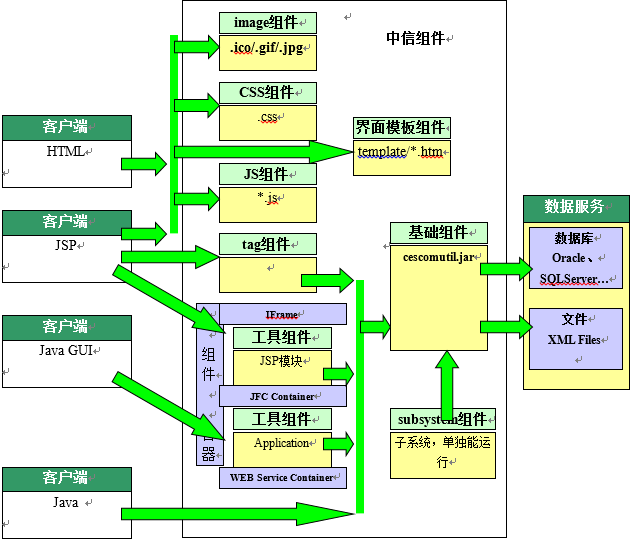 image组件
.ico/.gif/.jpg
中信组件
CSS组件
.css
客户端
HTML
界面模板组件
template/*.htm
JS组件
*.js
客户端
JSP
tag组件
基础组件
cescomutil.jar
数据服务
数据库
Oracle、
SQLServer…
文件
XML Files
IFrame
组
件
器
工具组件
JSP模块
JFC Container
工具组件
Application
WEB Service Container
客户端
Java GUI
subsystem组件
子系统，单独能运
行
客户端
Java